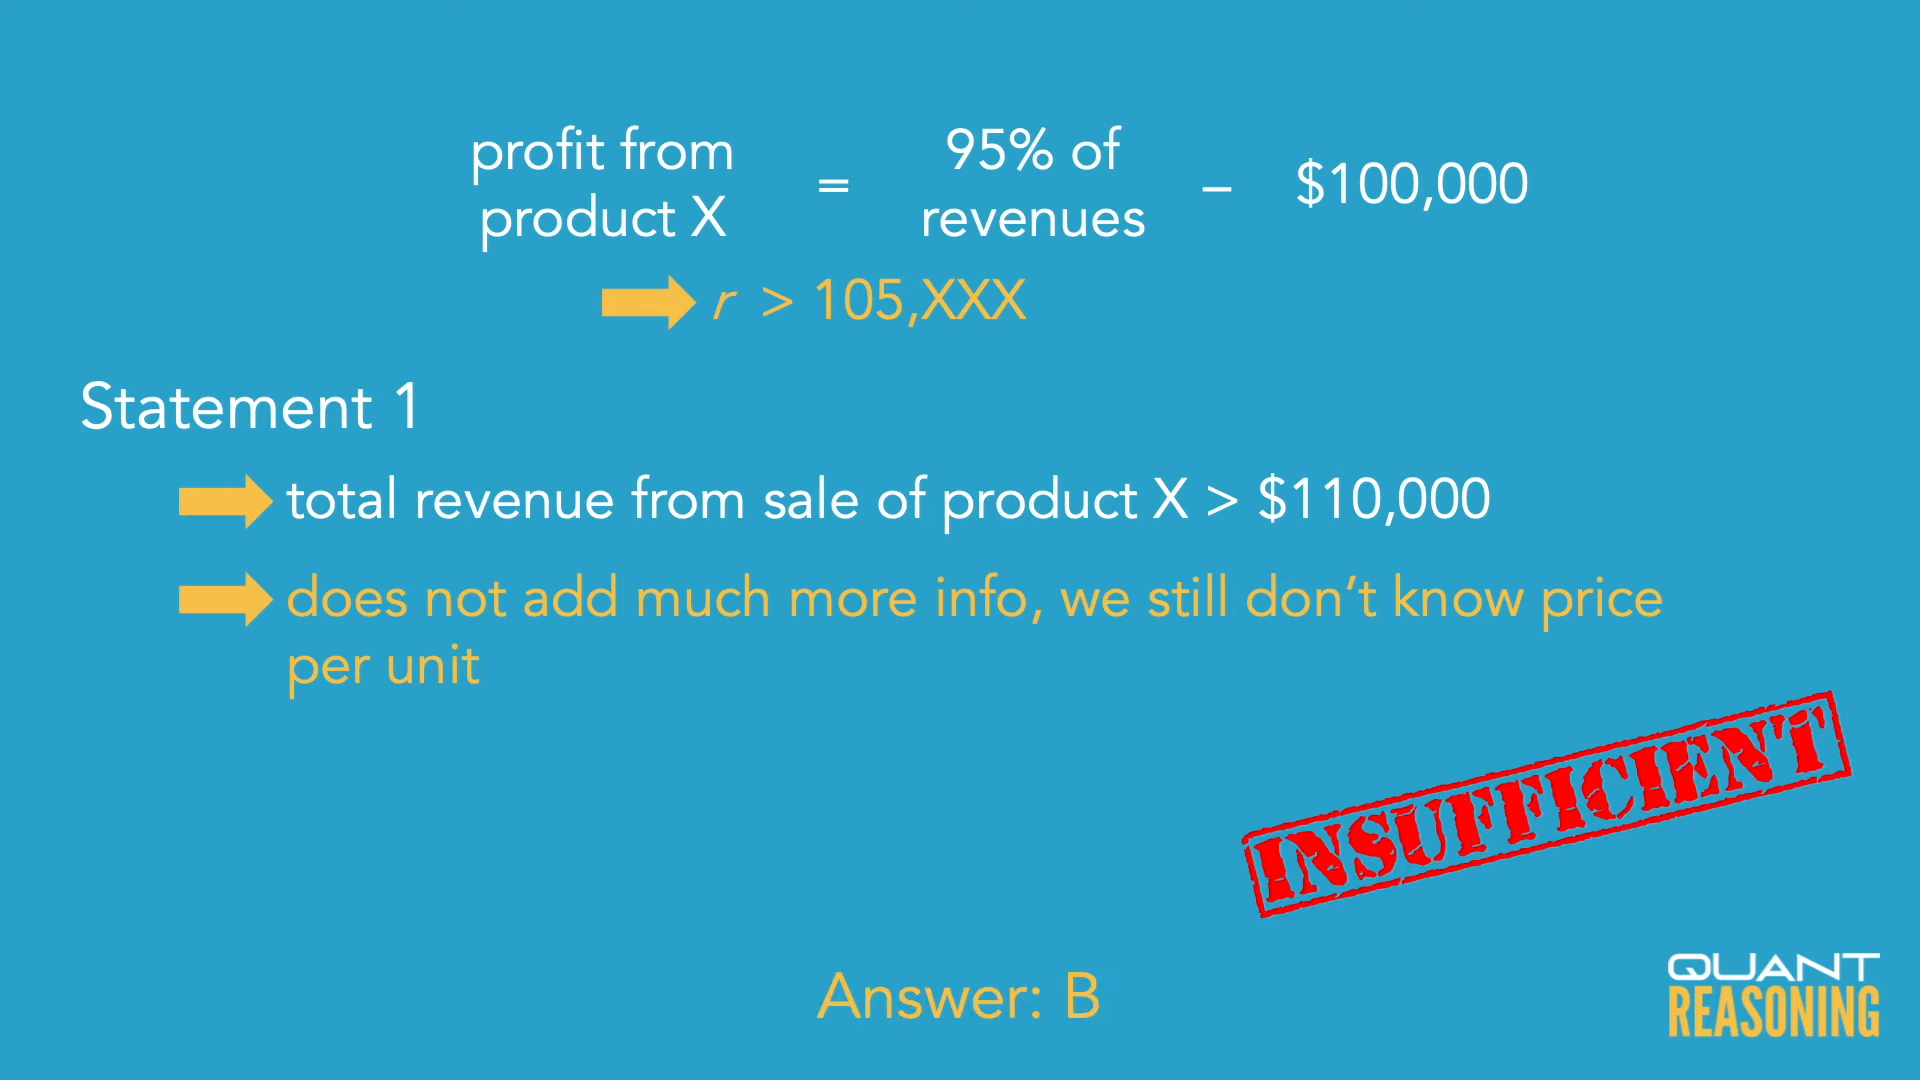 profit from
product X
=
95% of
revenues
–
$100,000
r > 105,XXX
Statement 1
total revenue from sale of product X > $110,000
does not add much more info, we still don’t know price
per unit
INSUFFICIENT
Answer: B
QUANT
REASONING